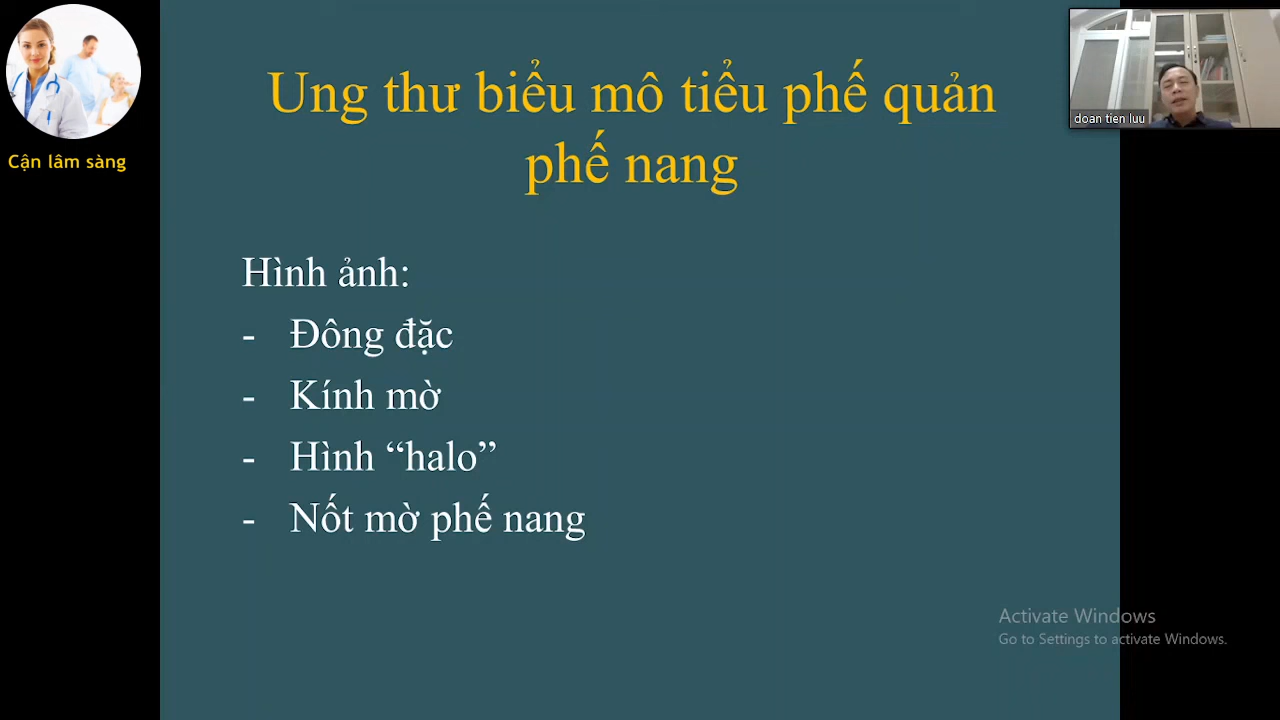 Ung thư biểu mô tiểu phế quản
phế nang
Hình ảnh:
- Đông đặc
- Kính mờ
- Hình “halo”
- Nốt mờ phế nang
Cận lâm sàng
doan tien luu
Activate Windows
Go to Settings to activate Windows.